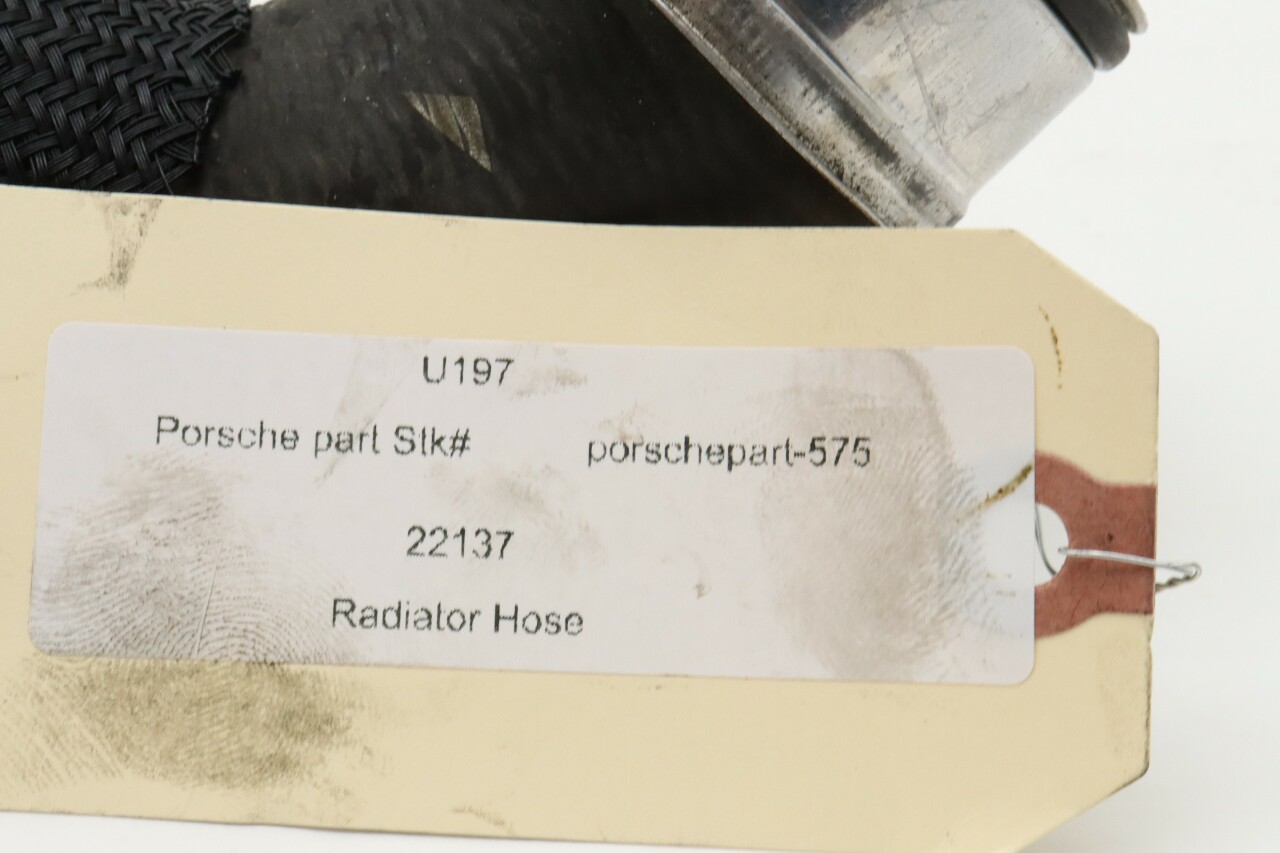 U197
Porsche part Stk# porschepart-575
22137
Radiator Hose